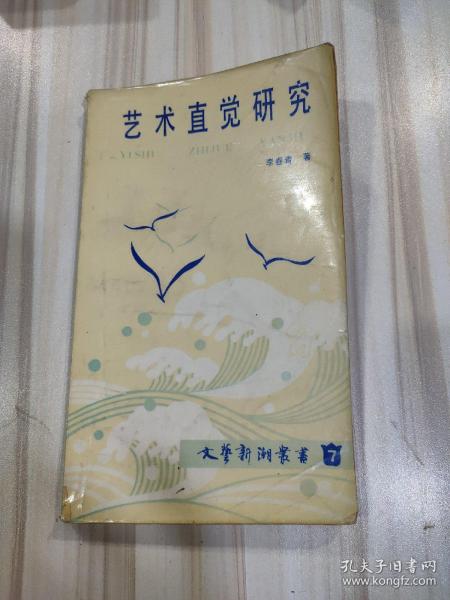 艺术直觉研究
YISHU ZHIJUE YANJIU
李春青 著
文艺新潮丛书 7
孔夫子旧书网
www.kongfz.com